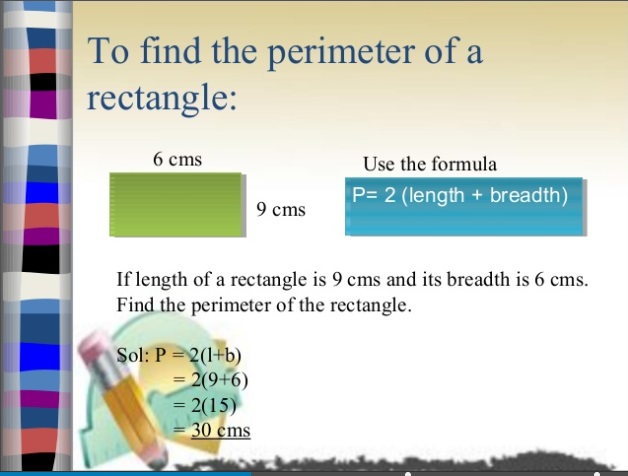 To find the perimeter of a
rectangle:
6 cms
9 cms
Use the formula
P= 2 (length + breadth)
If length of a rectangle is 9 cms and its breadth is 6 cms.
Find the perimeter of the rectangle.
Sol: P = 2(l+b)
= 2(9+6)
= 2(15)
= 30 cms